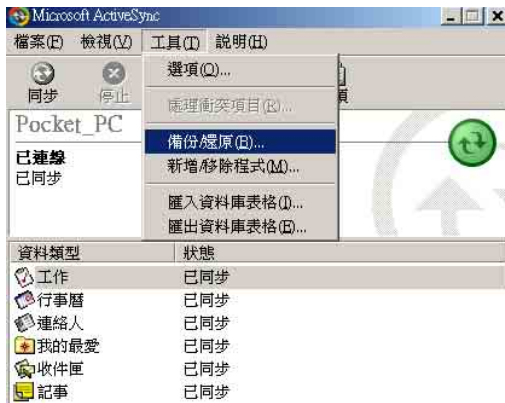 Microsoft ActiveSync
檔案(F) 檢視(V) 工具(T) 說明(H)
同步 停止
選項(O)...
處理衝突項目(R)...
備份/還原(B)...
新增/移除程式(M)...
匯入資料庫表格(I)...
匯出資料庫表格(E)...
Pocket_PC
已連線
已同步
資料類型 狀態
工作 已同步
行事曆 已同步
連絡人 已同步
我的最愛 已同步
收件匣 已同步
記事 已同步